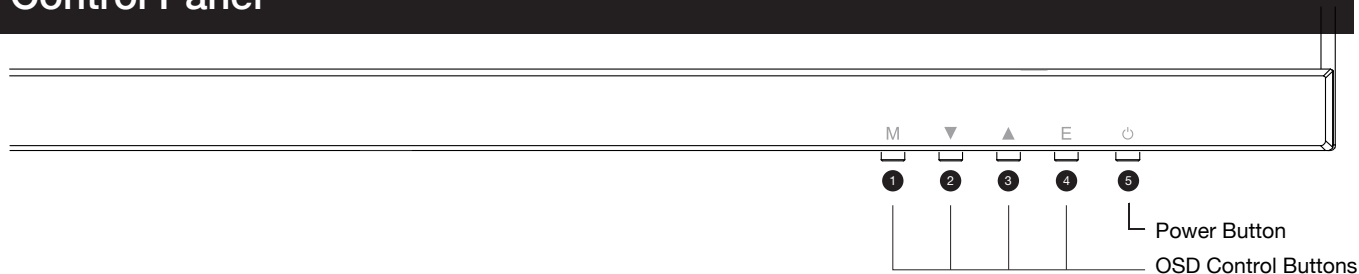 Control Panel
M ▼ ▲ E ⏻
1 2 3 4 5
Power Button
OSD Control Buttons